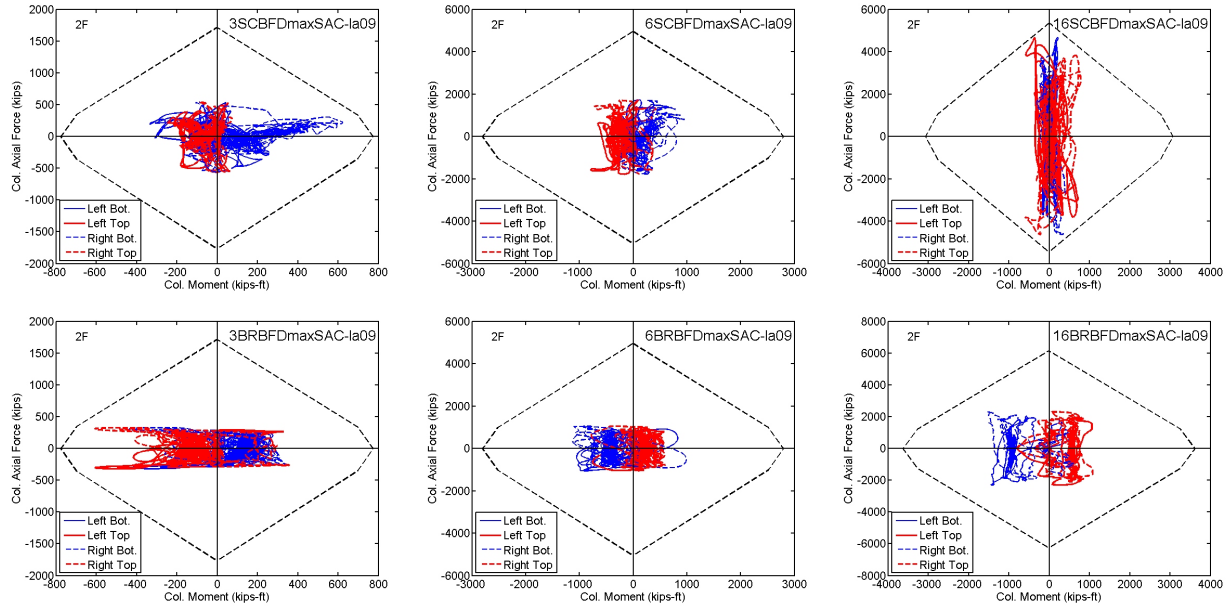 2F
3SCBFDmaxSAC-la09
2000
1500
1000
500
0
-500
-1000
-1500
-2000
Col. Axial Force (kips)
Left Bot.
Left Top
Right Bot.
Right Top
-800 -600 -400 -200 0 200 400 600 800
Col. Moment (kips-ft)
2F
6SCBFDmaxSAC-la09
6000
4000
2000
0
-2000
-4000
-6000
Col. Axial Force (kips)
Left Bot.
Left Top
Right Bot.
Right Top
-3000 -2000 -1000 0 1000 2000 3000
Col. Moment (kips-ft)
2F
16SCBFDmaxSAC-la09
6000
4000
2000
0
-2000
-4000
-6000
Col. Axial Force (kips)
Left Bot.
Left Top
Right Bot.
Right Top
-4000 -3000 -2000 -1000 0 1000 2000 3000 4000
Col. Moment (kips-ft)
2F
3BRBFDmaxSAC-la09
2000
1500
1000
500
0
-500
-1000
-1500
-2000
Col. Axial Force (kips)
Left Bot.
Left Top
Right Bot.
Right Top
-800 -600 -400 -200 0 200 400 600 800
Col. Moment (kips-ft)
2F
6BRBFDmaxSAC-la09
6000
4000
2000
0
-2000
-4000
-6000
Col. Axial Force (kips)
Left Bot.
Left Top
Right Bot.
Right Top
-3000 -2000 -1000 0 1000 2000 3000
Col. Moment (kips-ft)
2F
16BRBFDmaxSAC-la09
8000
6000
4000
2000
0
-2000
-4000
-6000
-8000
Col. Axial Force (kips)
Left Bot.
Left Top
Right Bot.
Right Top
-4000 -3000 -2000 -1000 0 1000 2000 3000 4000
Col. Moment (kips-ft)